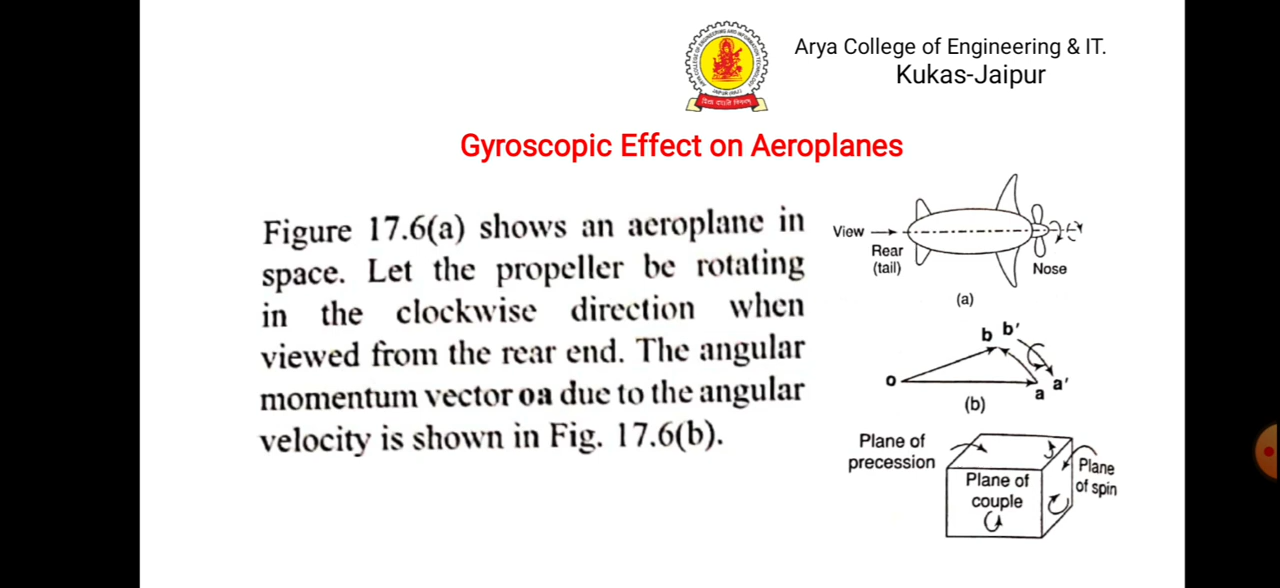 Arya College of Engineering & IT.
Kukas-Jaipur
Gyroscopic Effect on Aeroplanes
Figure 17.6(a) shows an aeroplane in
space. Let the propeller be rotating
in the clockwise direction when
viewed from the rear end. The angular
momentum vector oa due to the angular
velocity is shown in Fig. 17.6(b).
View
Rear
(tail)
Nose
(a)
b b'
o
a a'
(b)
Plane of
precession
Plane of
couple
Plane
of spin